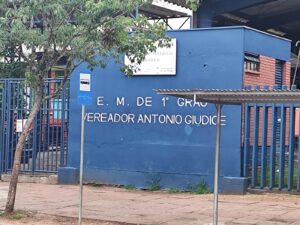 E. M. DE 1º GRAU
VEREADOR ANTONIO GIUDICE